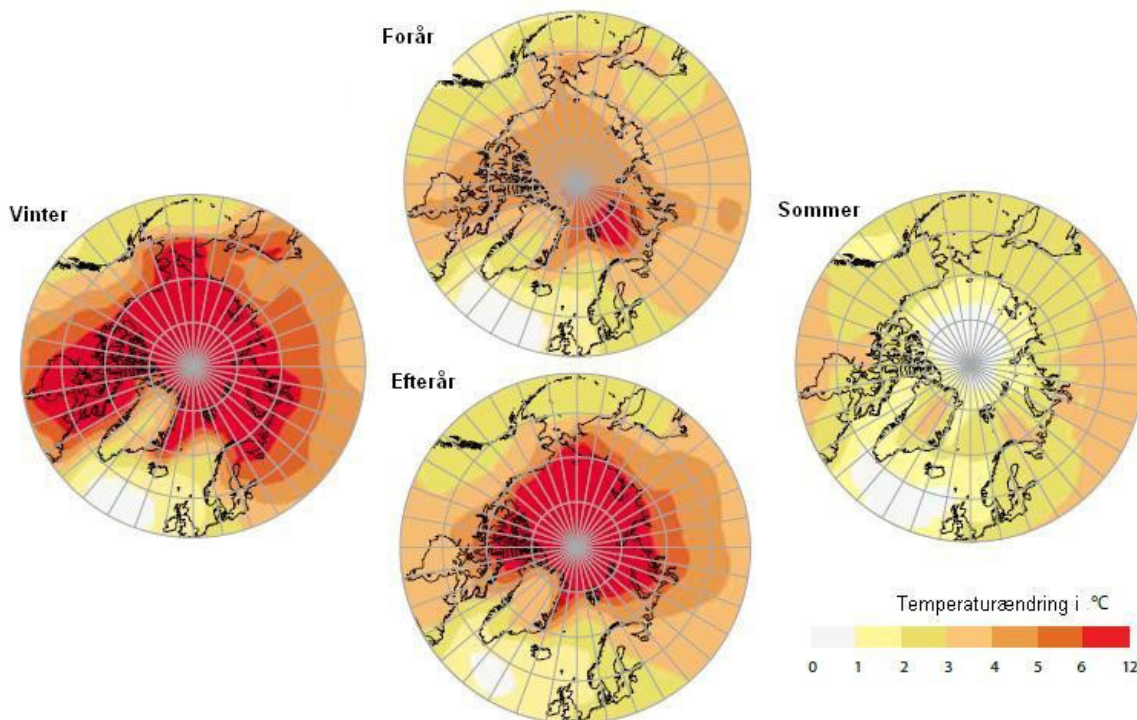 Forår
Vinter
Sommer
Efterår
Temperaturændring i °C
0 1 2 3 4 5 6 12